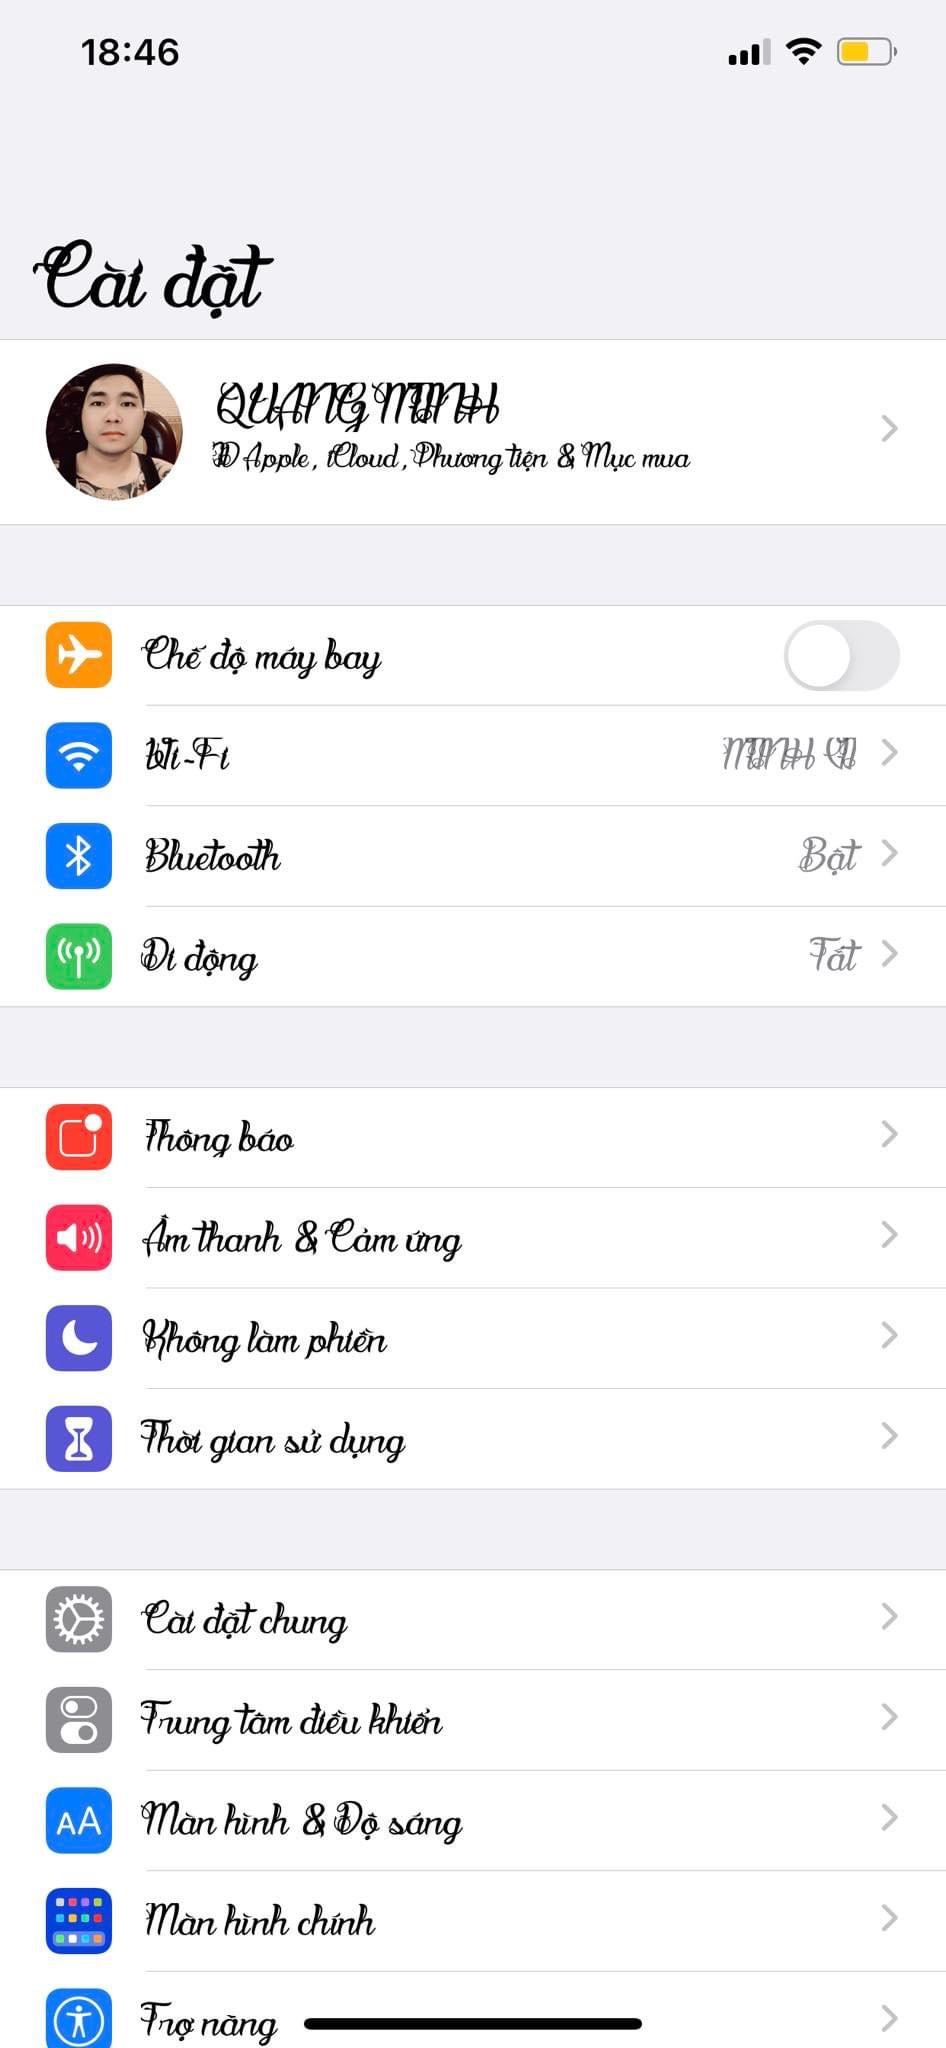 18:46
Cài đặt
QUANG MINH
ID Apple, iCloud, Phương tiện & Mục mua
Chế độ máy bay
Wi-Fi MINH VI
Bluetooth Bật
Di động Tắt
Thông báo
Âm thanh & Cảm ứng
Không làm phiền
Thời gian sử dụng
Cài đặt chung
Trung tâm điều khiển
AA Màn hình & Độ sáng
Màn hình chính
Trợ năng